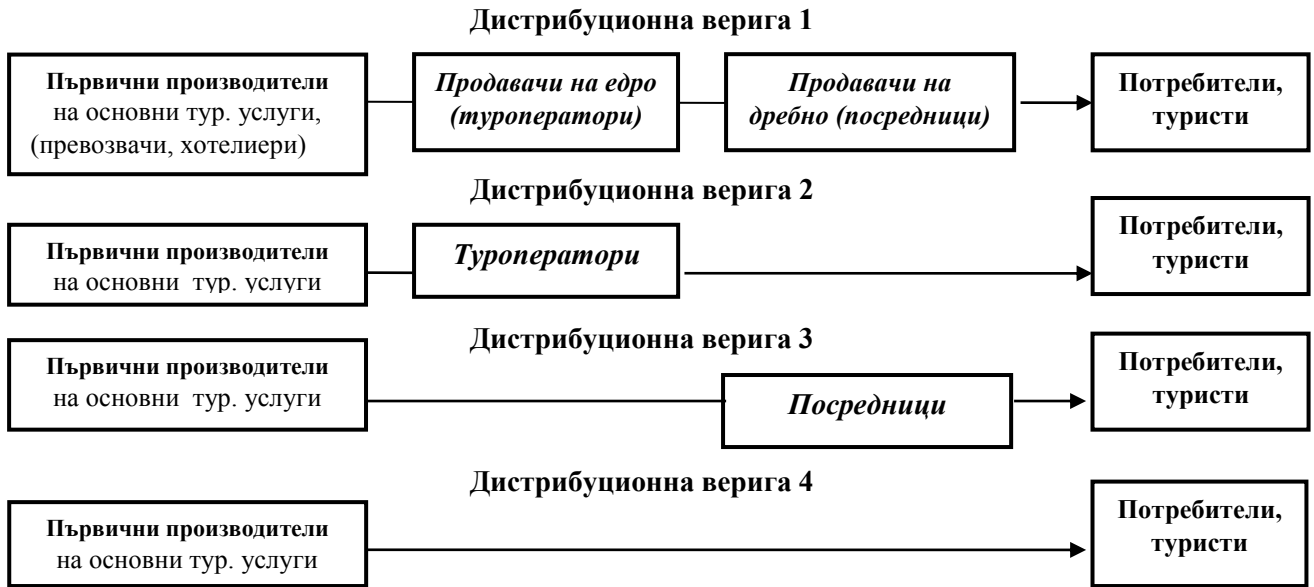 Дистрибуционна верига 1
Първични производители
на основни тур. услуги,
(превозвачи, хотелиери)
Продавачи на едро
(туроператори)
Продавачи на
дребно (посредници)
Потребители,
туристи
Дистрибуционна верига 2
Първични производители
на основни тур. услуги
Туроператори
Потребители,
туристи
Дистрибуционна верига 3
Първични производители
на основни тур. услуги
Посредници
Потребители,
туристи
Дистрибуционна верига 4
Първични производители
на основни тур. услуги
Потребители,
туристи